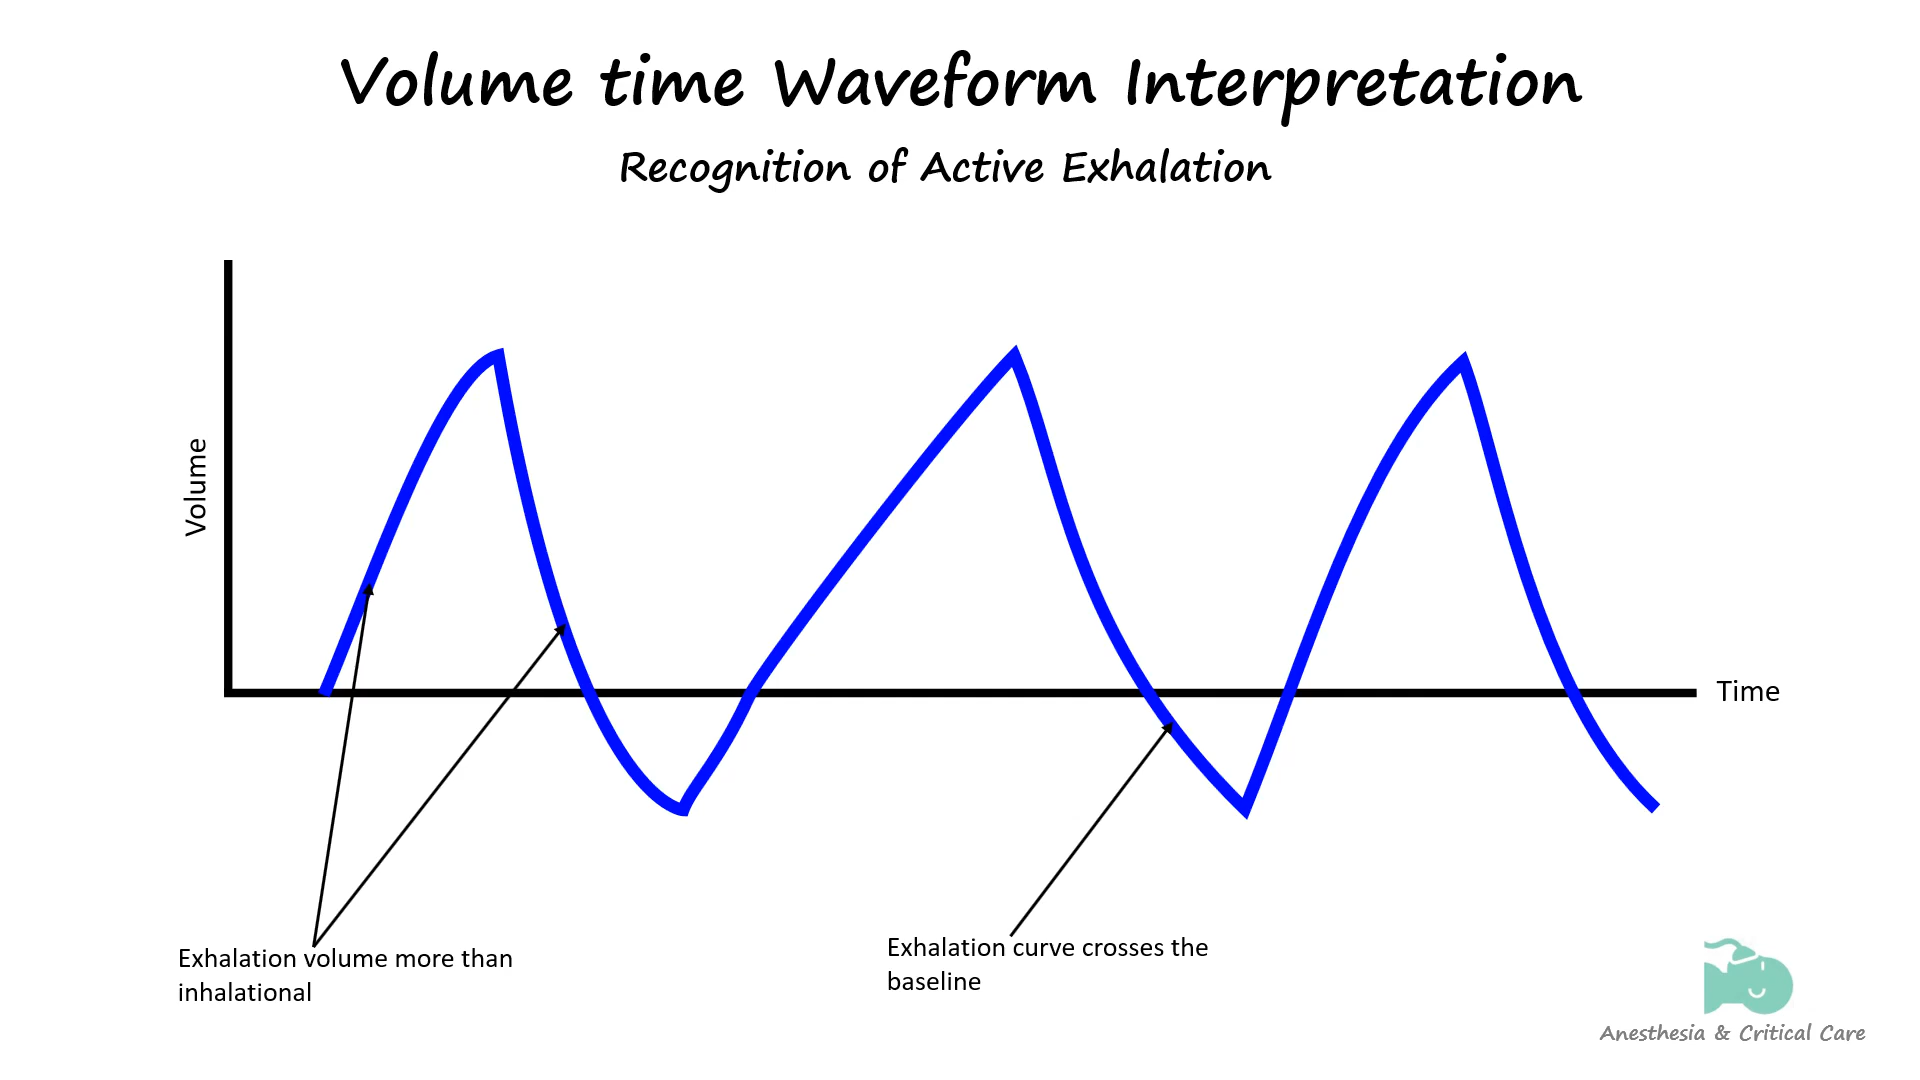 Volume time Waveform Interpretation
Recognition of Active Exhalation
Volume
Time
Exhalation volume more than
inhalational
Exhalation curve crosses the
baseline
Anesthesia & Critical Care